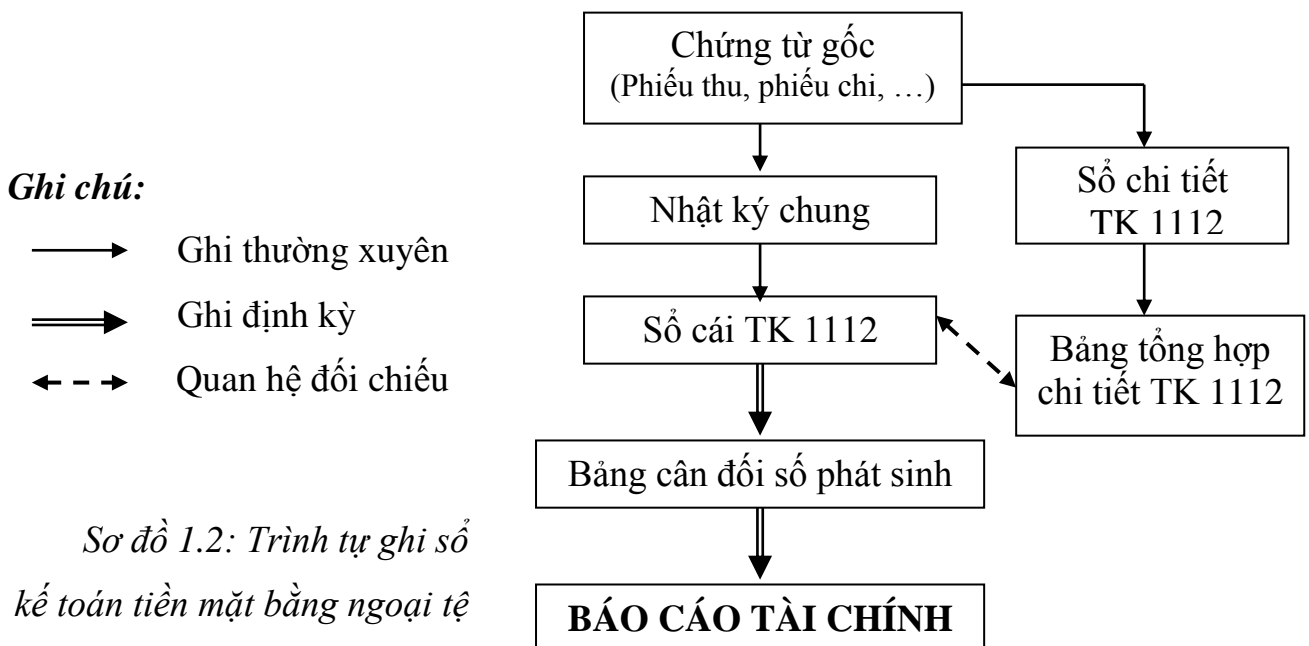 Chứng từ gốc
(Phiếu thu, phiếu chi, …)
Sổ chi tiết
TK 1112
Nhật ký chung
Ghi chú:
Ghi thường xuyên
Ghi định kỳ
Quan hệ đối chiếu
Sổ cái TK 1112
Bảng tổng hợp
chi tiết TK 1112
Bảng cân đối số phát sinh
Sơ đồ 1.2: Trình tự ghi sổ
kế toán tiền mặt bằng ngoại tệ
BÁO CÁO TÀI CHÍNH